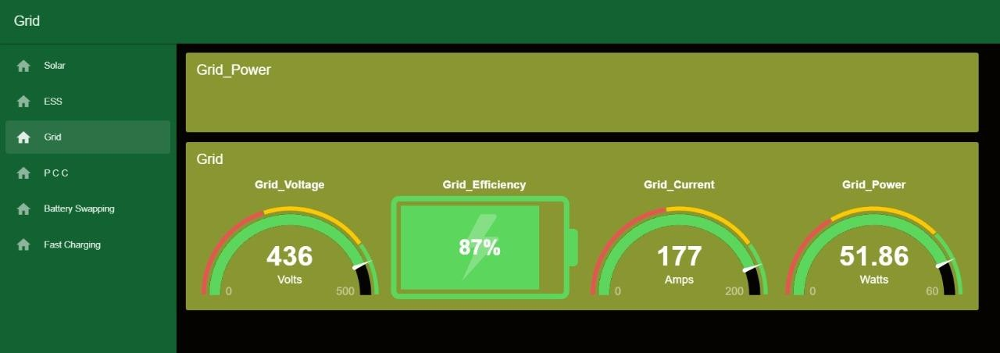 Grid
Solar
ESS
Grid
P C C
Battery Swapping
Fast Charging
Grid_Power
Grid
Grid_Voltage
436
Volts
0 500
Grid_Efficiency
87%
Grid_Current
177
Amps
0 200
Grid_Power
51.86
Watts
0 60